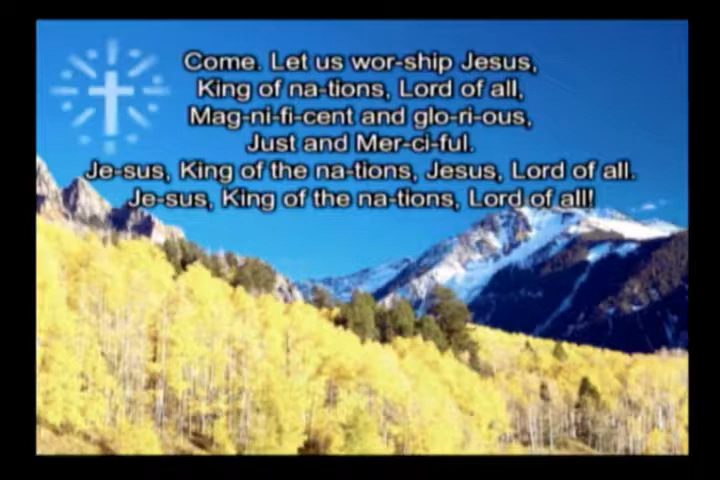 Come. Let us wor-ship Jesus,
King of na-tions, Lord of all,
Mag-ni-fi-cent and glo-ri-ous,
Just and Mer-ci-ful.
Je-sus, King of the na-tions, Jesus, Lord of all.
Je-sus, King of the na-tions, Lord of all!